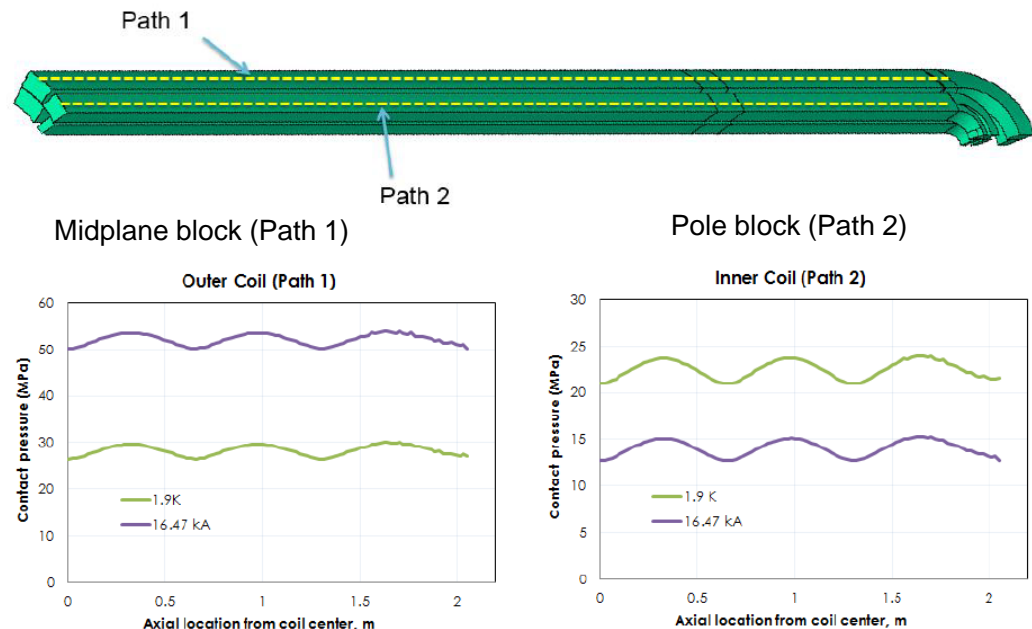 Path 1
Path 2
Midplane block (Path 1)
Pole block (Path 2)
Outer Coil (Path 1)
60
50
40
30
20
10
0
Contact pressure (MPa)
1.9K
16.47 kA
0
0.5
1
1.5
2
Axial location from coil center, m
Inner Coil (Path 2)
30
25
20
15
10
5
0
Contact pressure (MPa)
1.9 K
16.47 kA
0
0.5
1
1.5
2
Axial location from coil center, m